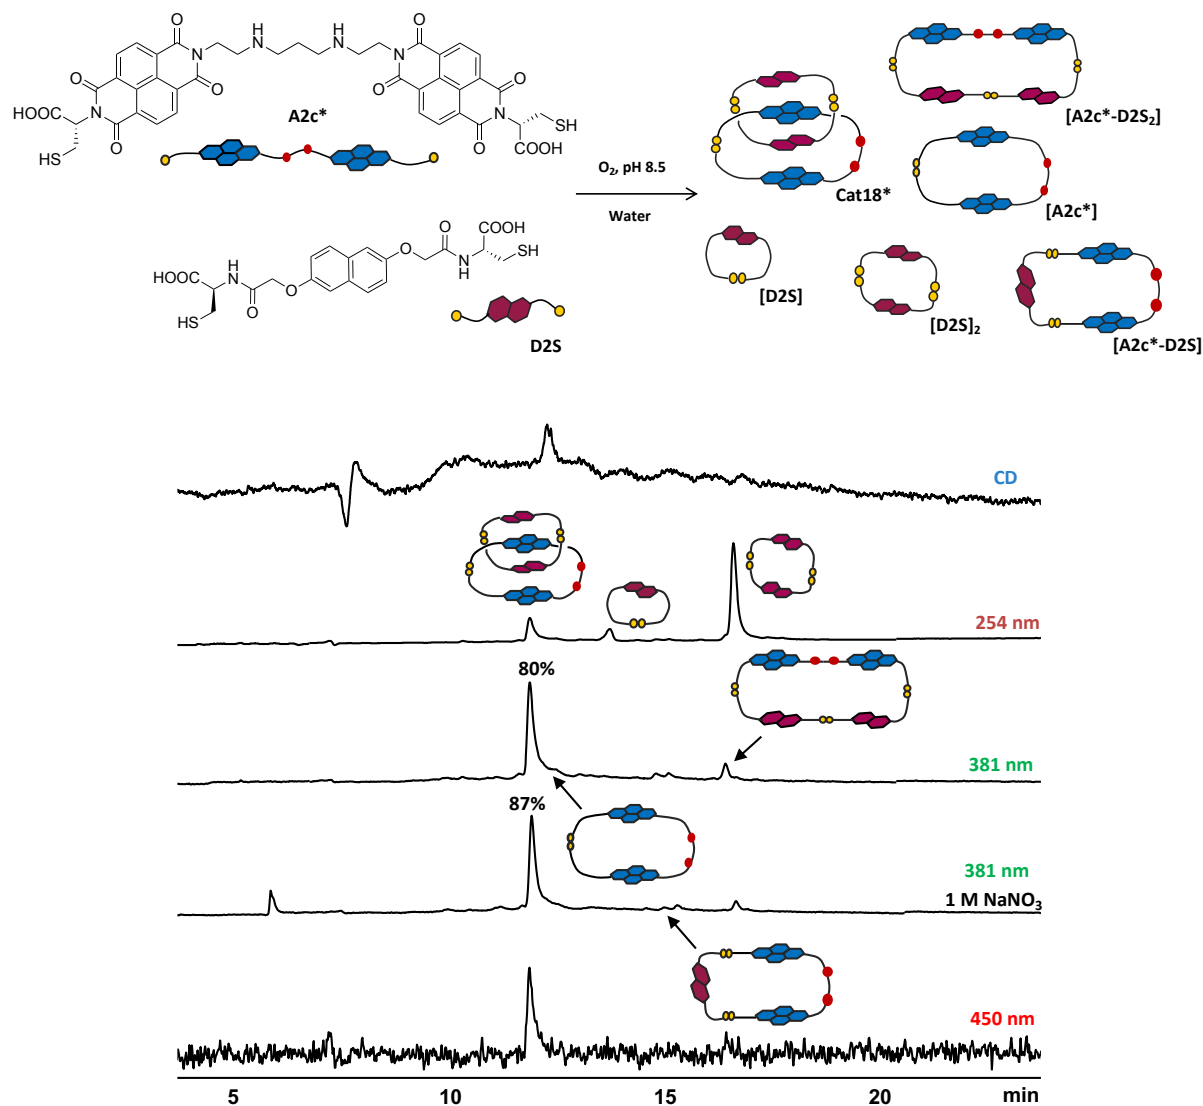 O
O
O
O
N
H
N
H
N
N
O
O
O
O
N
N
HOOC
HS
SH
COOH
A2c*
COOH
SH
O
N
H
O
HOOC
H
N
O
O
HS
D2S
O2, pH 8.5
Water
Cat18*
[A2c*-D2S2]
[A2c*]
[D2S]
[D2S]2
[A2c*-D2S]
CD
254 nm
80%
381 nm
87%
381 nm
1 M NaNO3
450 nm
5
10
15
20
min